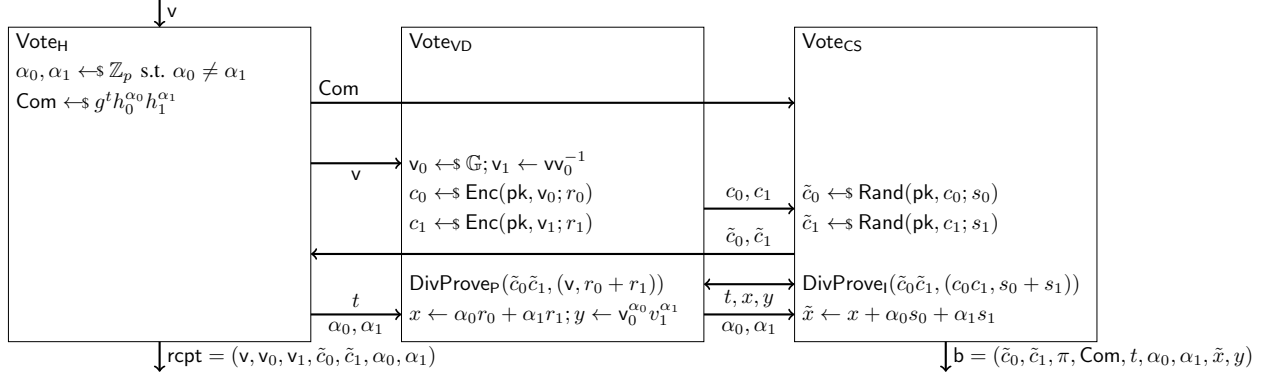 v
Vote_H
α_0, α_1 ←$ ℤ_p s.t. α_0 ≠ α_1
Com ←$ g^t h_0^{α_0} h_1^{α_1}
Com
v
t
α_0, α_1
rcpt = (v, v_0, v_1, c̃_0, c̃_1, α_0, α_1)
Vote_VD
v_0 ←$ 𝔾; v_1 ← vv_0^{-1}
c_0 ←$ Enc(pk, v_0; r_0)
c_1 ←$ Enc(pk, v_1; r_1)
DivProve_P(c̃_0c̃_1, (v, r_0 + r_1))
x ← α_0r_0 + α_1r_1; y ← v_0^{α_0} v_1^{α_1}
c_0, c_1
c̃_0, c̃_1
t, x, y
α_0, α_1
Vote_CS
c̃_0 ←$ Rand(pk, c_0; s_0)
c̃_1 ←$ Rand(pk, c_1; s_1)
DivProve_I(c̃_0c̃_1, (c_0c_1, s_0 + s_1))
x̃ ← x + α_0s_0 + α_1s_1
b = (c̃_0, c̃_1, π, Com, t, α_0, α_1, x̃, y)